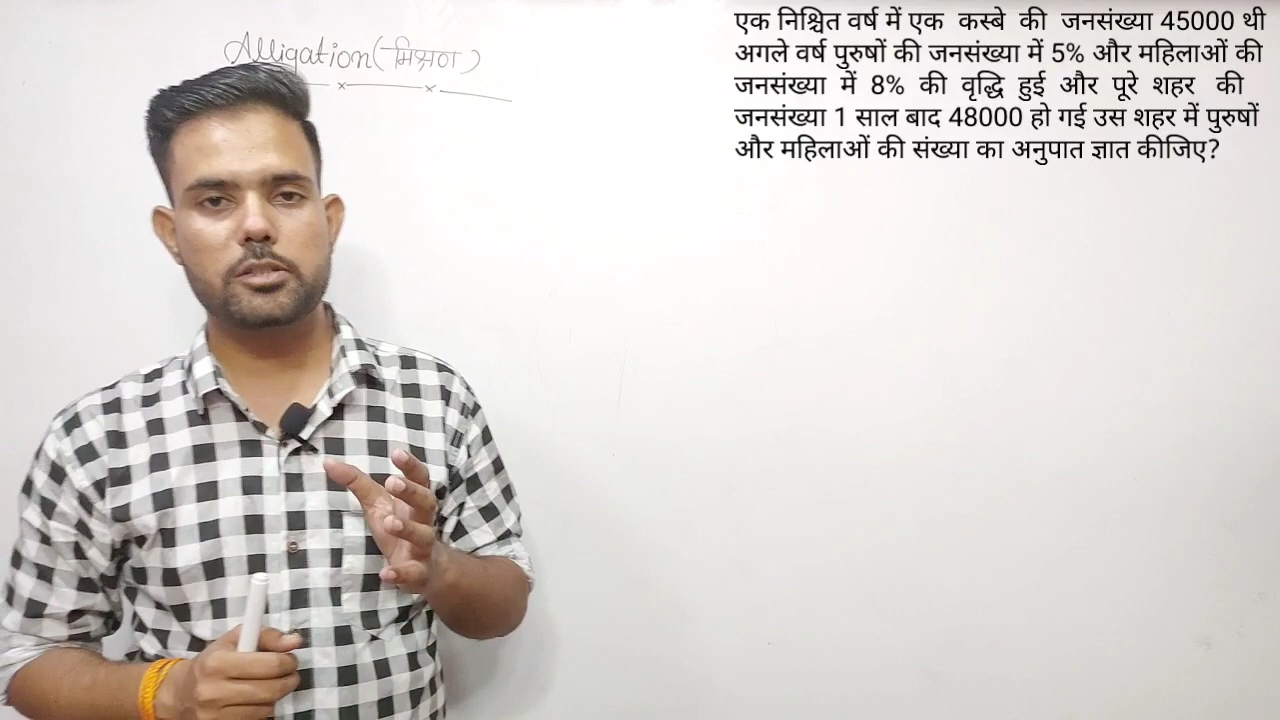 Alligation (मिश्रण)
एक निश्चित वर्ष में एक कस्बे की जनसंख्या 45000 थी
अगले वर्ष पुरुषों की जनसंख्या में 5% और महिलाओं की
जनसंख्या में 8% की वृद्धि हुई और पूरे शहर की
जनसंख्या 1 साल बाद 48000 हो गई उस शहर में पुरुषों
और महिलाओं की संख्या का अनुपात ज्ञात कीजिए?